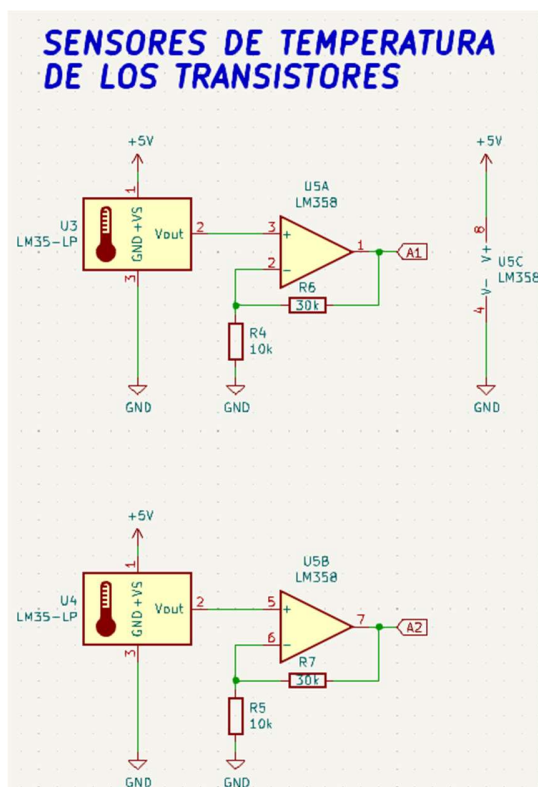 SENSORES DE TEMPERATURA
DE LOS TRANSISTORES
+5V
1
U3
LM35-LP
+VS
GND
Vout
2
3
GND
U5A
LM358
3
+
2
-
1
A1
R6
30k
R4
10k
GND
+5V
8
V+
U5C
LM358
V-
4
GND
+5V
1
U4
LM35-LP
+VS
GND
Vout
2
3
GND
U5B
LM358
5
+
6
-
7
A2
R7
30k
R5
10k
GND